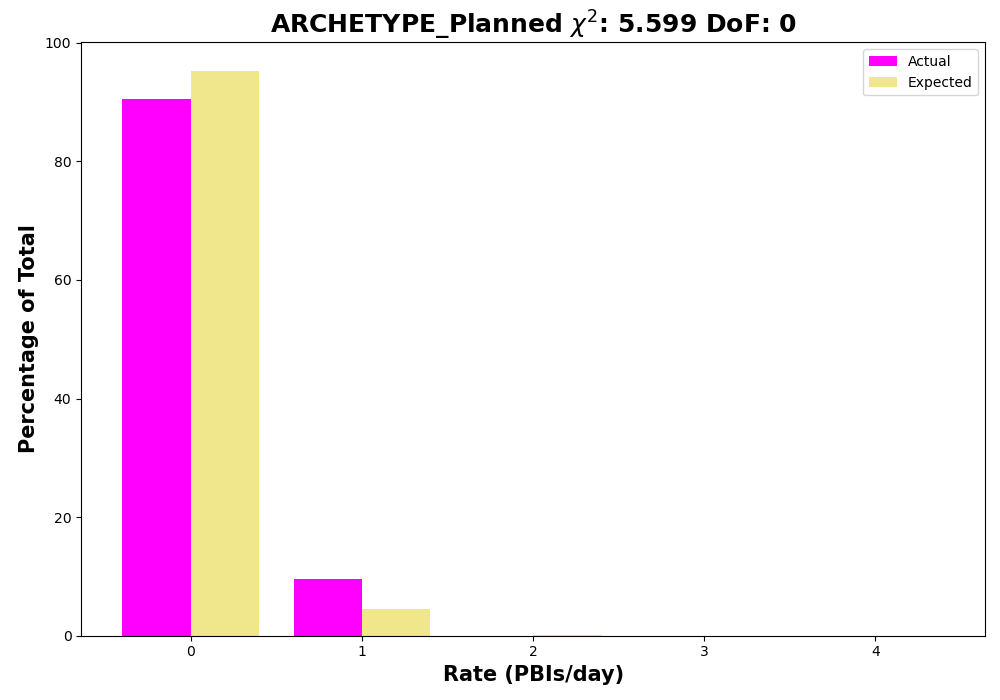 ARCHETYPE_Planned χ²: 5.599 DoF: 0
Actual
Expected
Percentage of Total
100
80
60
40
20
0
0 1 2 3 4
Rate (PBIs/day)